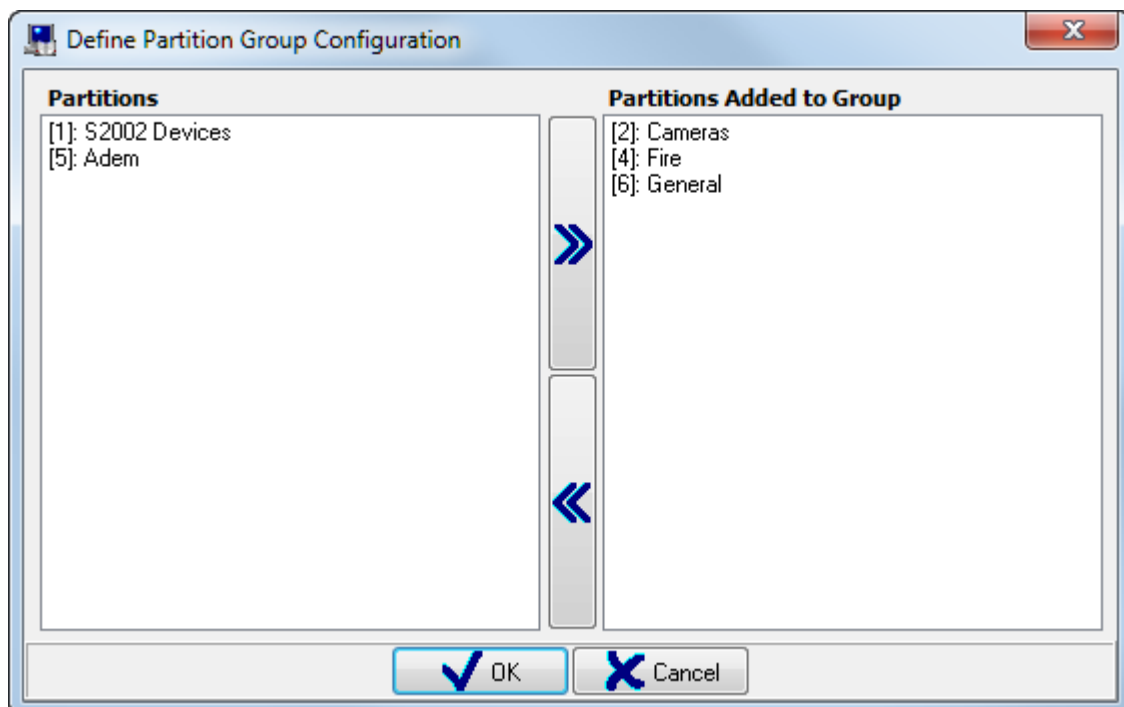 Define Partition Group Configuration
Partitions
[1]: S2002 Devices
[5]: Adem
Partitions Added to Group
[2]: Cameras
[4]: Fire
[6]: General
OK
Cancel